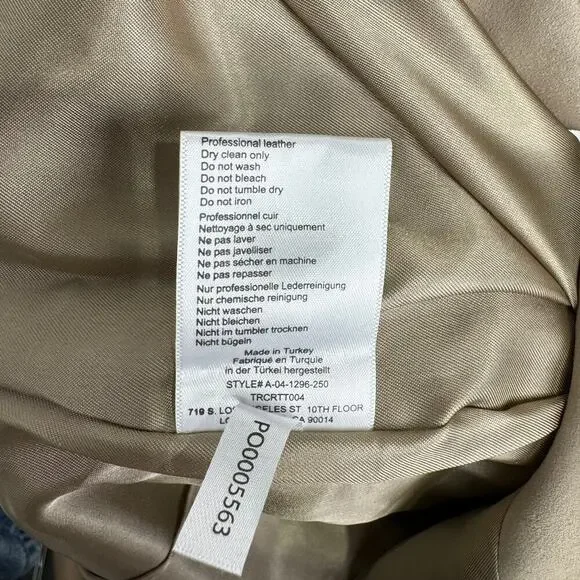 Professional leather
Dry clean only
Do not wash
Do not bleach
Do not tumble dry
Do not iron
Professionnel cuir
Nettoyage à sec uniquement
Ne pas laver
Ne pas javelliser
Ne pas sécher en machine
Ne pas repasser
Nur professionelle Lederreinigung
Nur chemische reinigung
Nicht waschen
Nicht bleichen
Nicht im tumbler trocknen
Nicht bügeln
Made in Turkey
Fabriqué en Turquie
in der Türkei hergestellt
STYLE# A-04-1296-250
TRCRTT004
719 S. ST. 10TH FLOOR
CA 90014
PO0005563